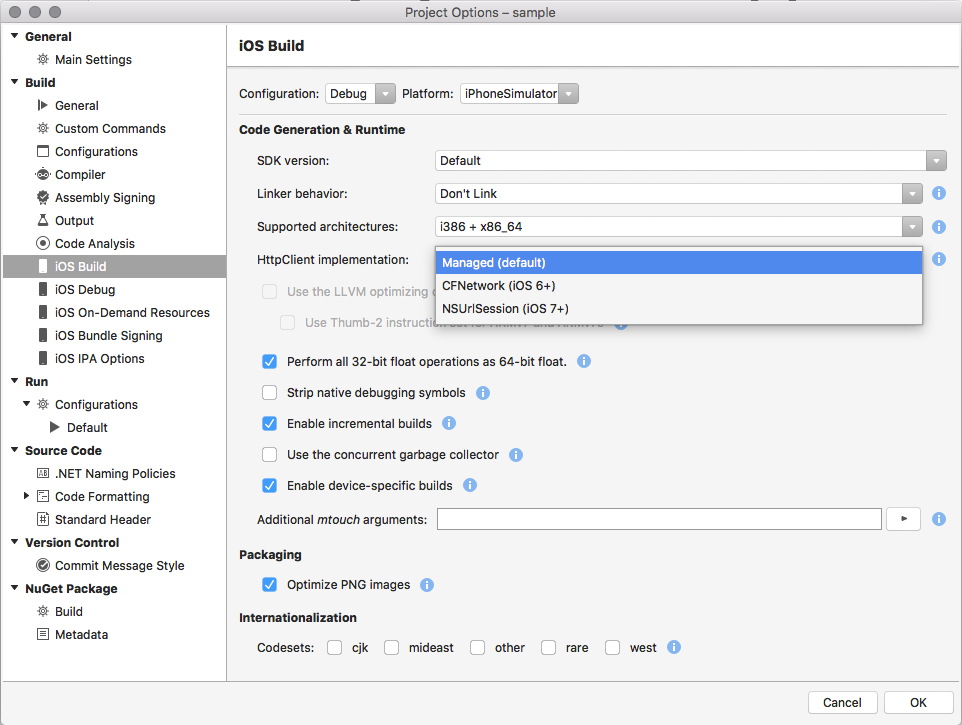 Project Options – sample
General
Main Settings
Build
General
Custom Commands
Configurations
Compiler
Assembly Signing
Output
Code Analysis
iOS Build
iOS Debug
iOS On-Demand Resources
iOS Bundle Signing
iOS IPA Options
Run
Configurations
Default
Source Code
.NET Naming Policies
Code Formatting
Standard Header
Version Control
Commit Message Style
NuGet Package
Build
Metadata
iOS Build
Configuration: Debug Platform: iPhoneSimulator
Code Generation & Runtime
SDK version: Default
Linker behavior: Don't Link
Supported architectures: i386 + x86_64
HttpClient implementation:
Managed (default)
CFNetwork (iOS 6+)
NSUrlSession (iOS 7+)
Use the LLVM optimizing
Use Thumb-2
Perform all 32-bit float operations as 64-bit float.
Strip native debugging symbols
Enable incremental builds
Use the concurrent garbage collector
Enable device-specific builds
Additional mtouch arguments:
Packaging
Optimize PNG images
Internationalization
Codesets: cjk mideast other rare west
Cancel OK